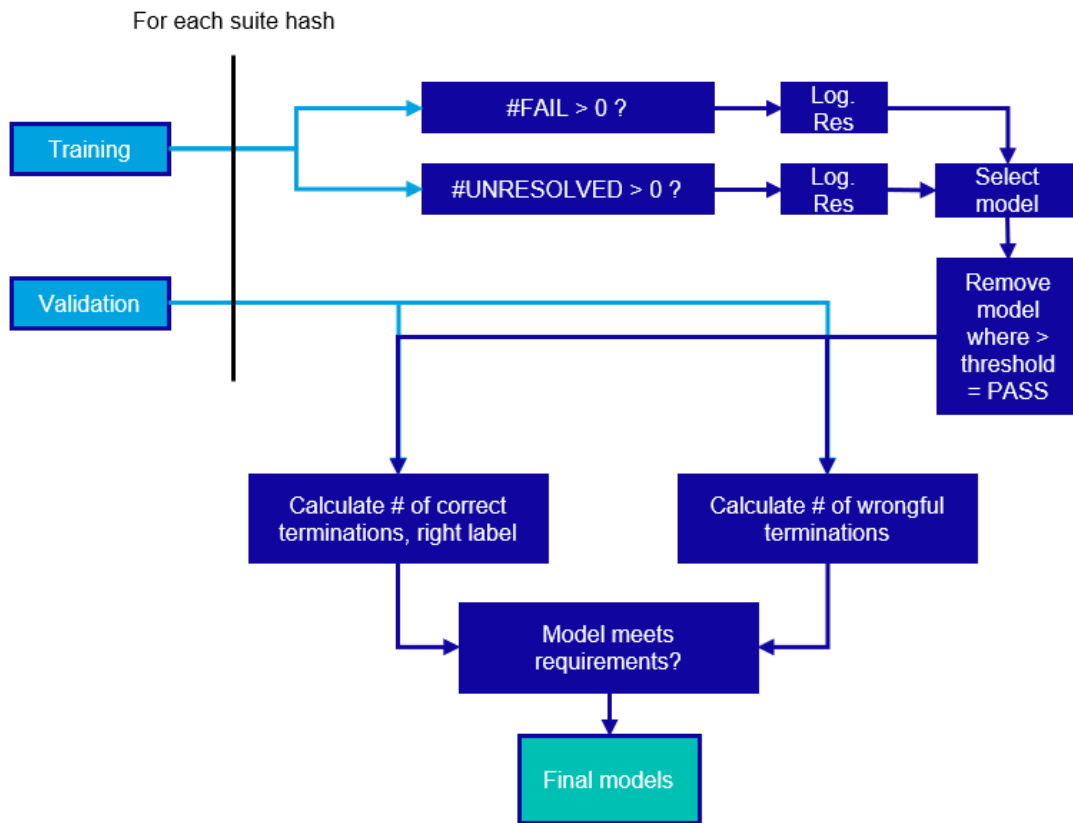 For each suite hash
#FAIL > 0 ?
Log.
Res
Training
#UNRESOLVED > 0 ?
Log.
Res
Select
model
Validation
Remove
model
where >
threshold
= PASS
Calculate # of correct
terminations, right label
Calculate # of wrongful
terminations
Model meets
requirements?
Final models